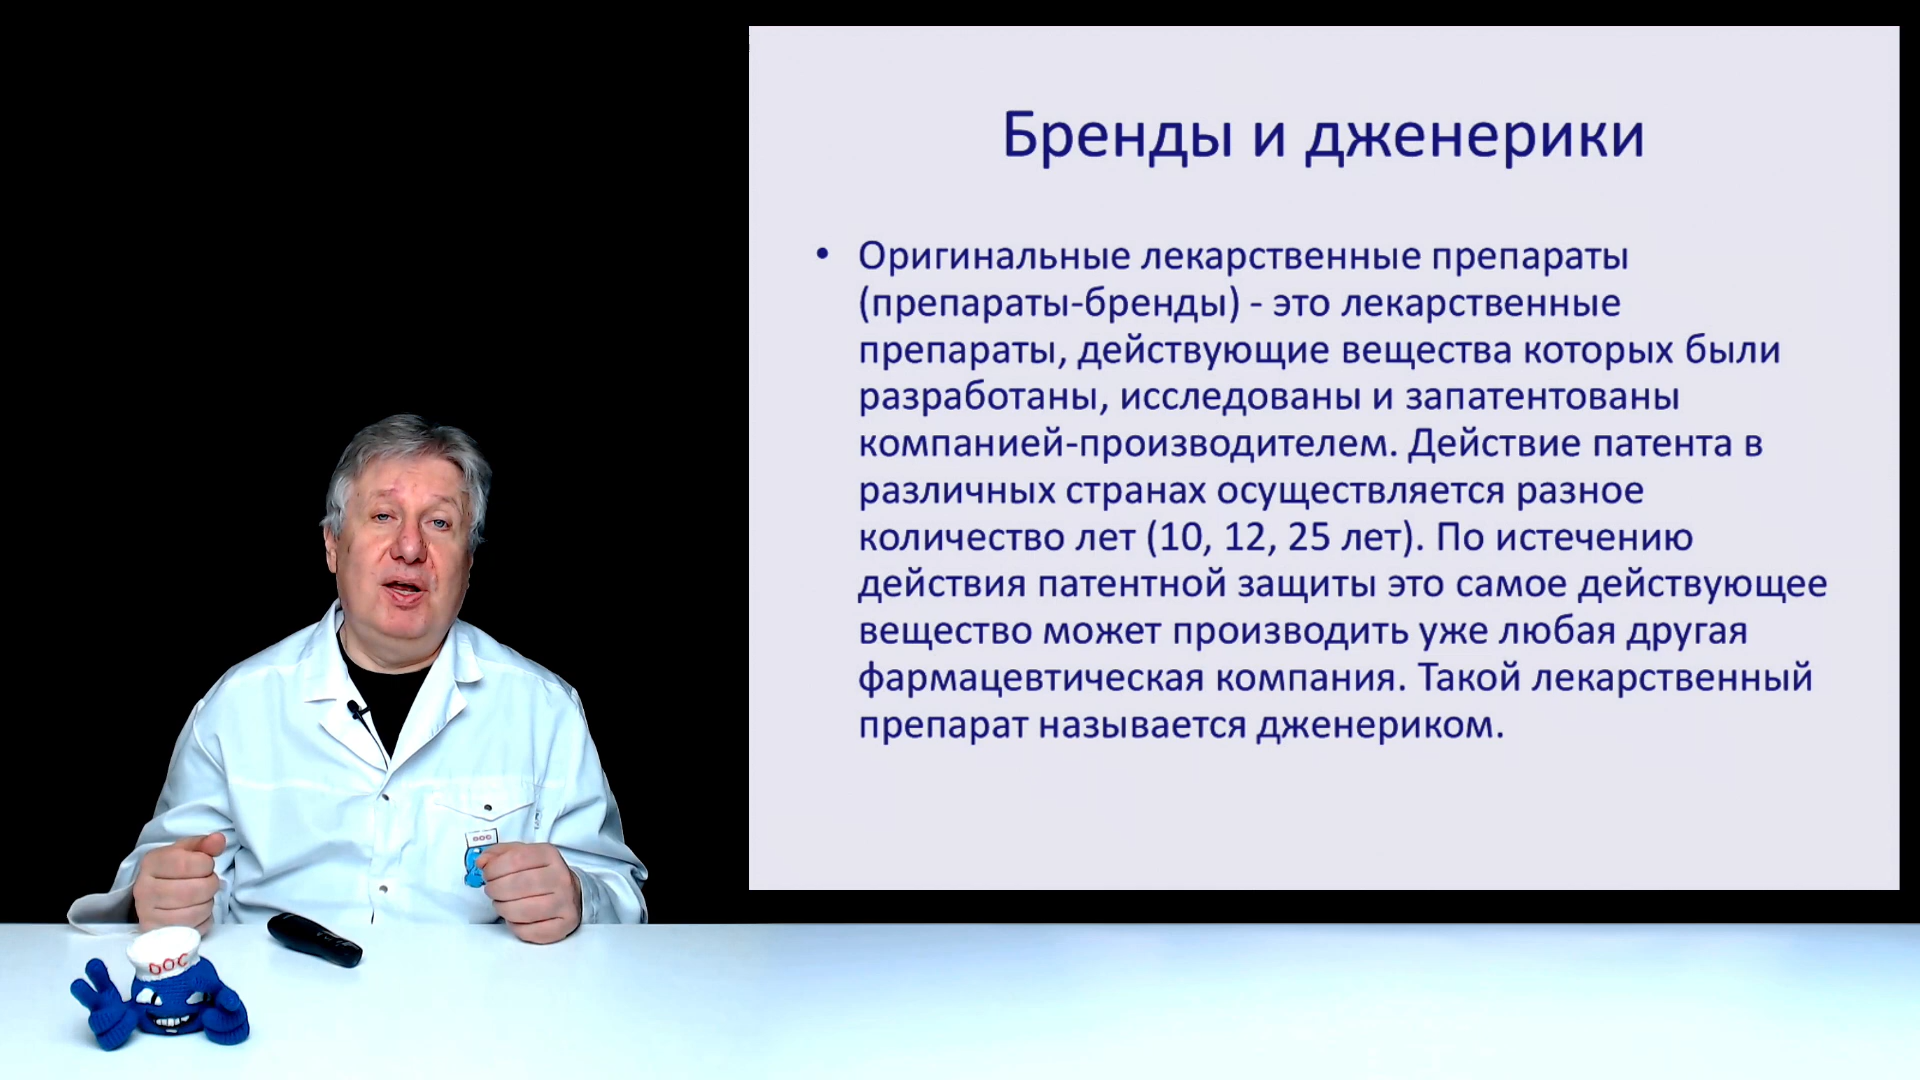 Бренды и дженерики
• Оригинальные лекарственные препараты
(препараты-бренды) - это лекарственные
препараты, действующие вещества которых были
разработаны, исследованы и запатентованы
компанией-производителем. Действие патента в
различных странах осуществляется разное
количество лет (10, 12, 25 лет). По истечению
действия патентной защиты это самое действующее
вещество может производить уже любая другая
фармацевтическая компания. Такой лекарственный
препарат называется дженериком.
DOC
DOC